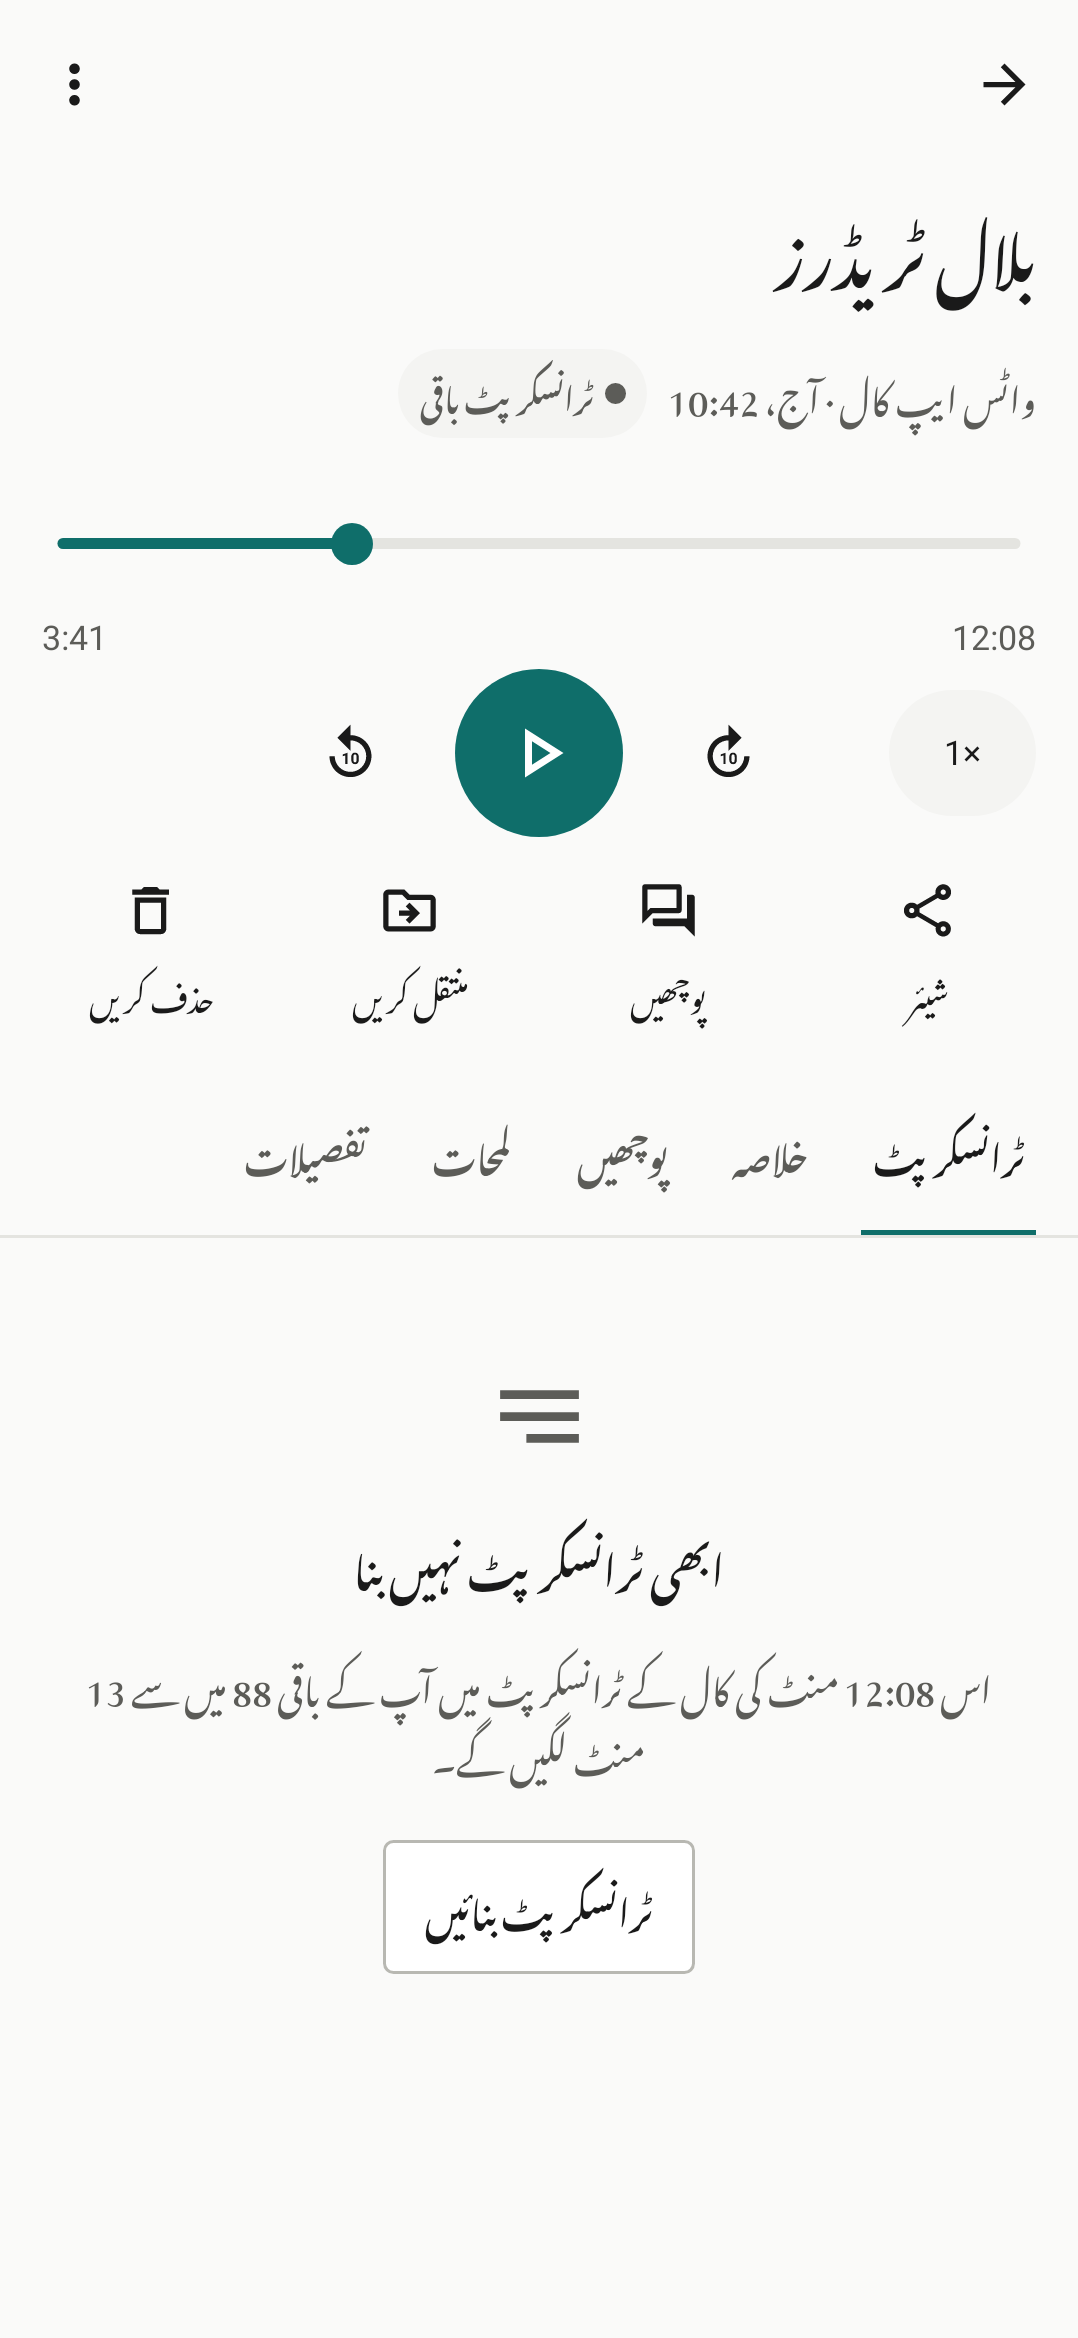 بلال ٹریڈرز
واٹس ایپ کال · آج، 10:42
ٹرانسکرپٹ باقی
3:41
12:08
10
10
1×
شیئر
پوچھیں
منتقل کریں
حذف کریں
ٹرانسکرپٹ
خلاصہ
پوچھیں
لمحات
تفصیلات
ابھی ٹرانسکرپٹ نہیں بنا
اس 12:08 منٹ کی کال کے ٹرانسکرپٹ میں آپ کے باقی 88 میں سے 13
منٹ لگیں گے۔
ٹرانسکرپٹ بنائیں